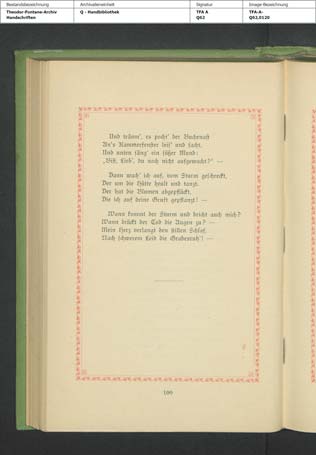 Bestandsbezeichnung Archivalieneinheit Signatur Image-Bezeichnung
Theodor-Fontane-Archiv Q - Handbibliothek TFA A TFA-A-
Handschriften Q62 Q62,0120
Und träum', es pocht' der Buchenast
An's Kammerfenster leis' und sacht,
Und unten säng' ein süßer Mund:
„Bist, Lieb', du noch nicht aufgewacht?“ —
Dann wach' ich auf, vom Sturm geschreckt,
Der um die Hütte heult und tanzt,
Der hat die Blumen abgepflückt,
Die ich auf deine Gruft gepflanzt! —
Wann kommt der Sturm und bricht auch mich?
Wann drückt der Tod die Augen zu? —
Mein Herz verlangt den stillen Schlaf,
Nach schwerem Leid die Grabesruh'! —
100